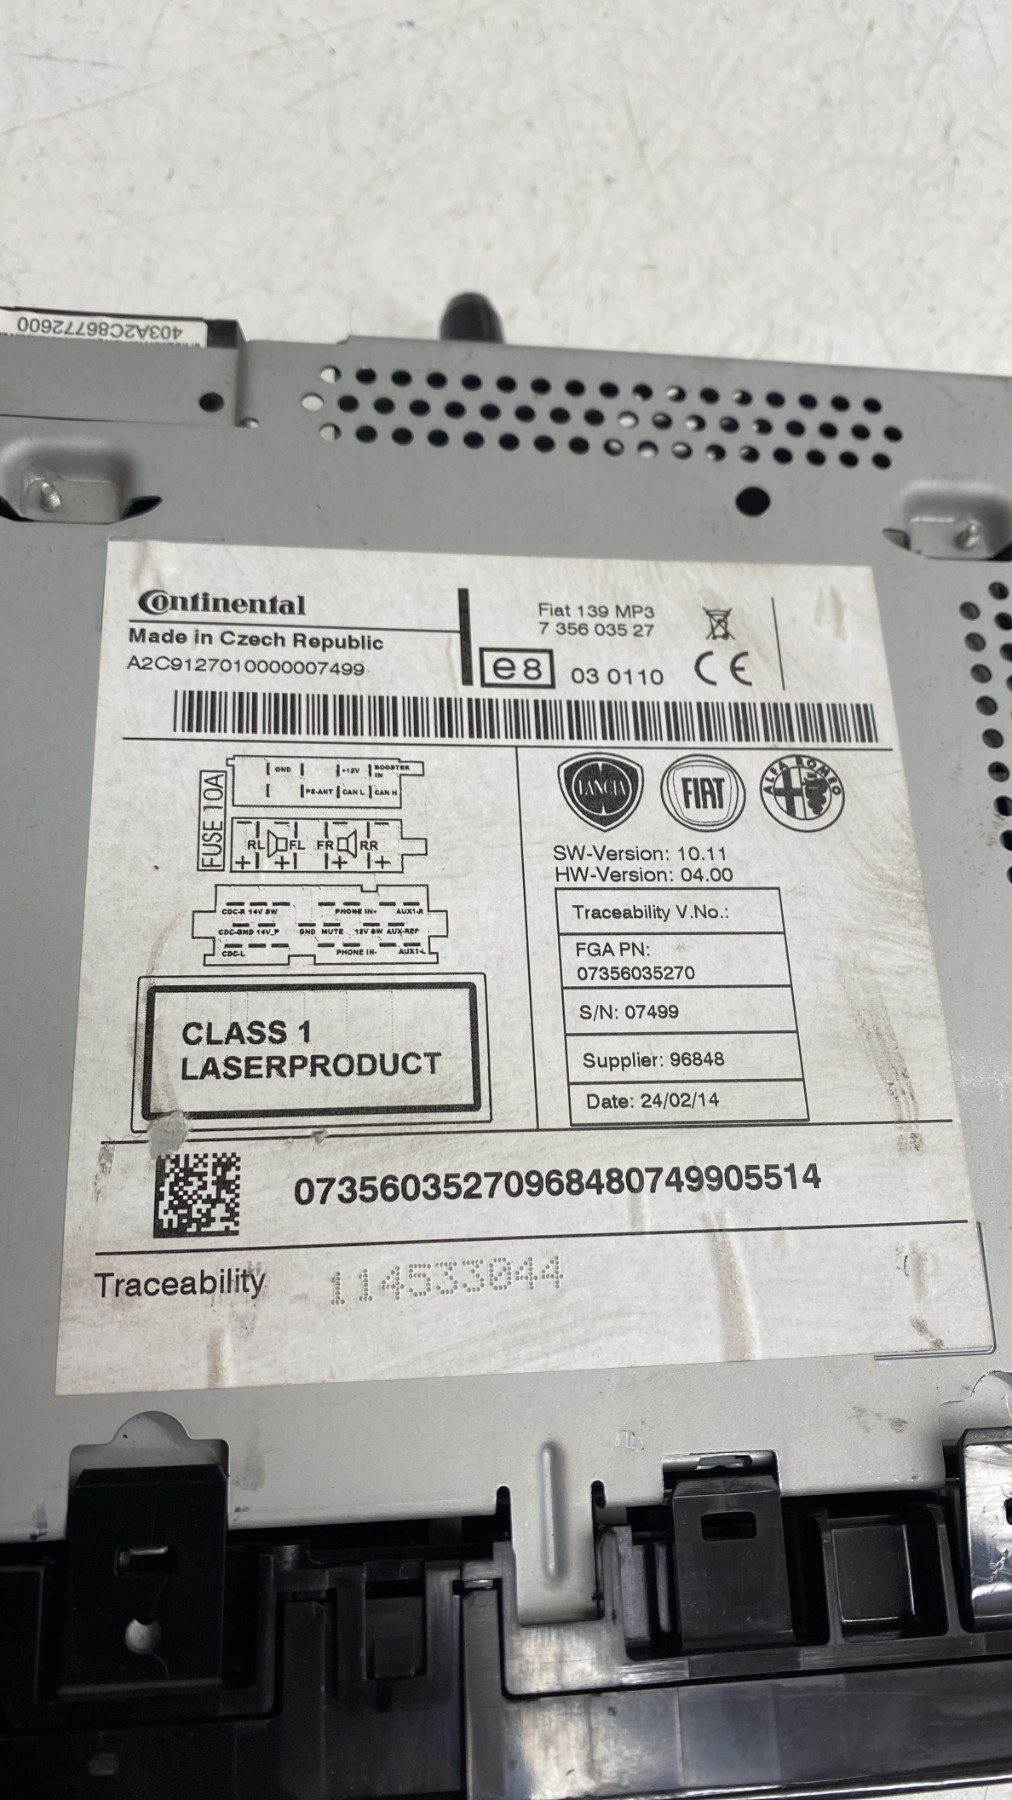 403A2C86772600
Continental
Made in Czech Republic
A2C9127010000007499
Fiat 139 MP3
7 356 035 27
e8
03 0110
CE
FUSE 10A
GND +12V BOOSTER IN
PS-ANT CAN L CAN H
RL FL FR RR
CDC-R 14V SW PHONE IN+ AUX1-R
CDC-GND 14V_P GND MUTE 12V SW AUX-REF
CDC-L PHONE IN- AUX1-L
CLASS 1
LASERPRODUCT
LANCIA
FIAT
ALFA ROMEO
SW-Version: 10.11
HW-Version: 04.00
Traceability V.No.:
FGA PN:
07356035270
S/N: 07499
Supplier: 96848
Date: 24/02/14
07356035270968480749905514
Traceability 114533044